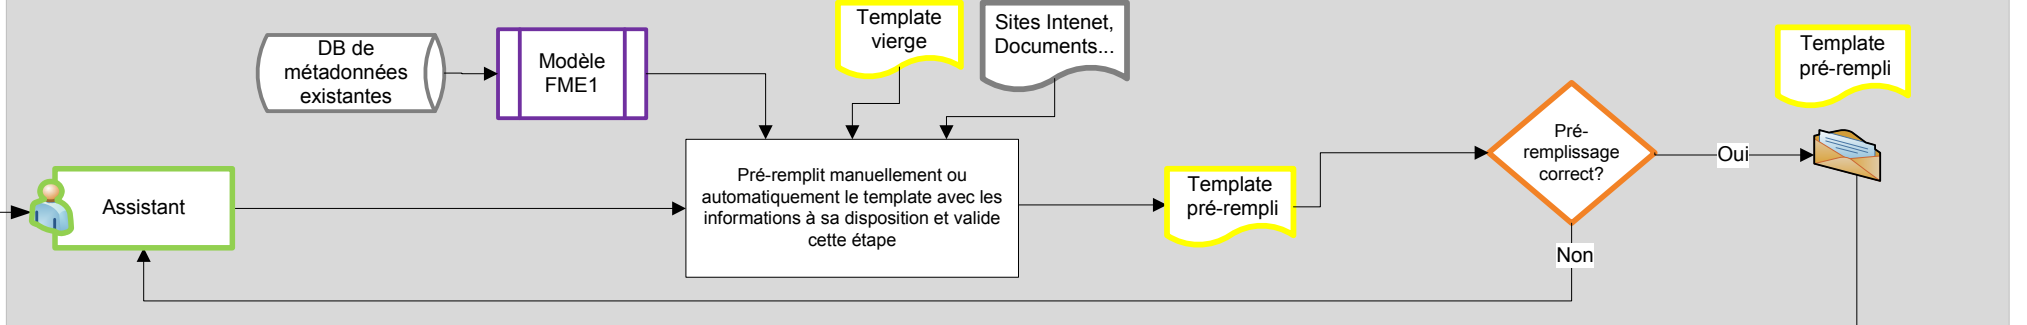 DB de
métadonnées
existantes
Modèle
FME1
Template
vierge
Sites Intenet,
Documents...
Template
pré-rempli
Assistant
Pré-remplit manuellement ou
automatiquement le template avec les
informations à sa disposition et valide
cette étape
Template
pré-rempli
Pré-
remplissage
correct?
Oui
Non